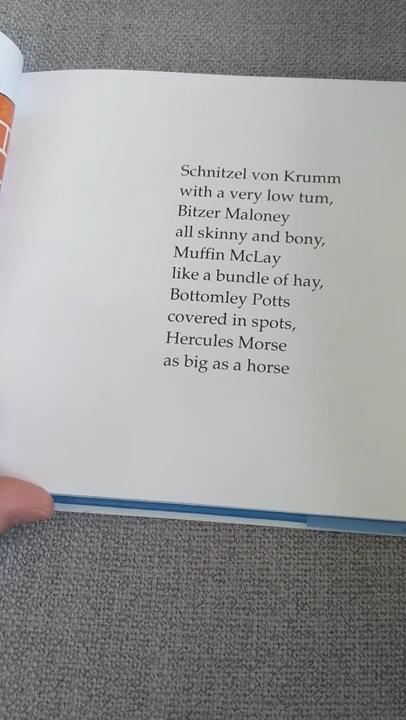 Schnitzel von Krumm
with a very low tum,
Bitzer Maloney
all skinny and bony,
Muffin McLay
like a bundle of hay,
Bottomley Potts
covered in spots,
Hercules Morse
as big as a horse